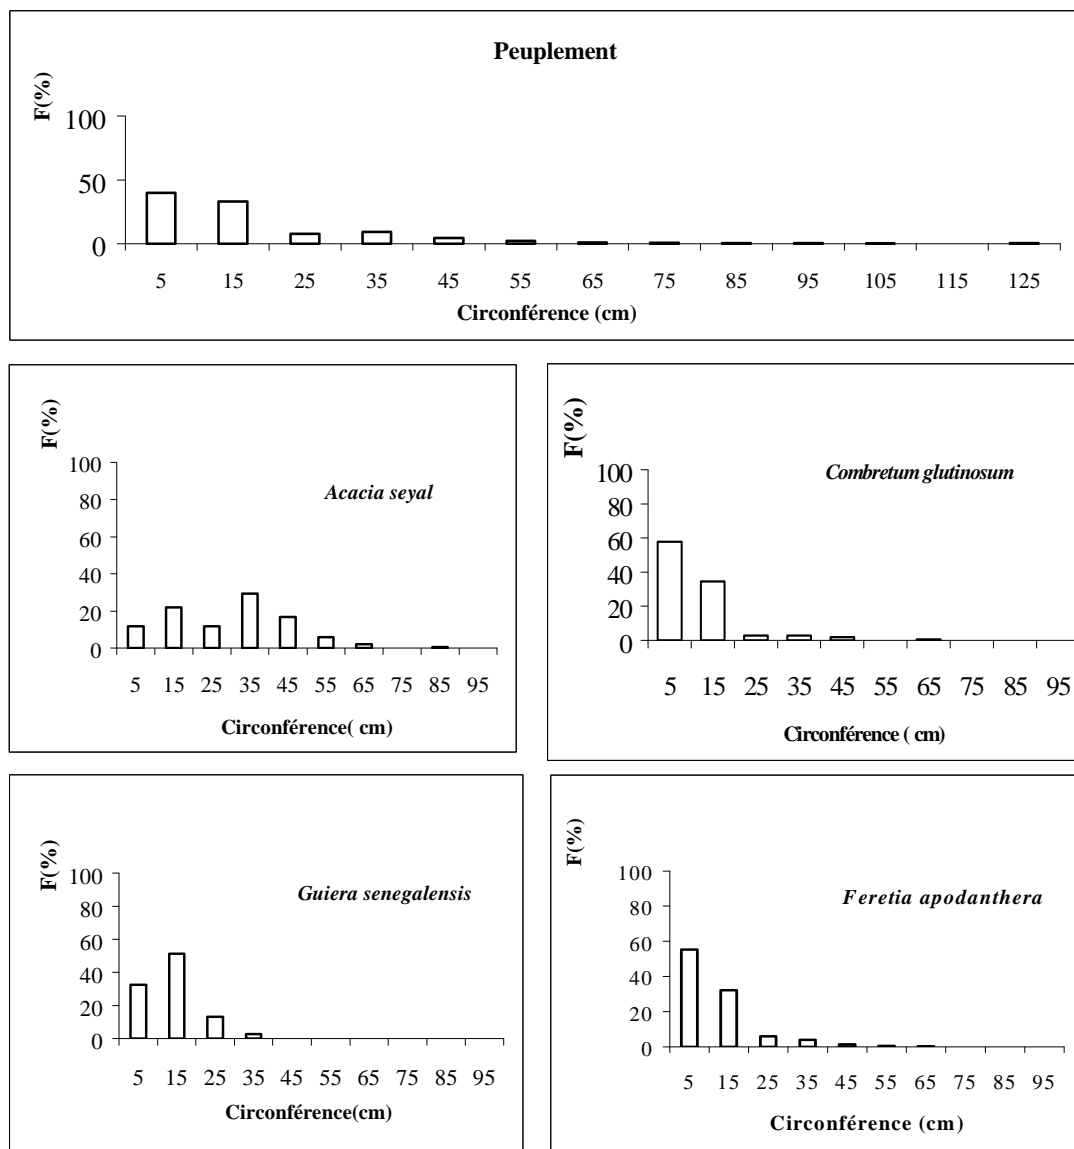 Peuplement
F(%)
100
50
0
5 15 25 35 45 55 65 75 85 95 105 115 125
Circonférence (cm)
F(%)
100
80
60
40
20
0
Acacia seyal
5 15 25 35 45 55 65 75 85 95
Circonférence( cm)
F(%)
100
80
60
40
20
0
Combretum glutinosum
5 15 25 35 45 55 65 75 85 95
Circonférence ( cm)
F(%)
100
80
60
40
20
0
Guiera senegalensis
5 15 25 35 45 55 65 75 85 95
Circonférence(cm)
F(%)
100
80
60
40
20
0
Feretia apodanthera
5 15 25 35 45 55 65 75 85 95
Circonférence (cm)